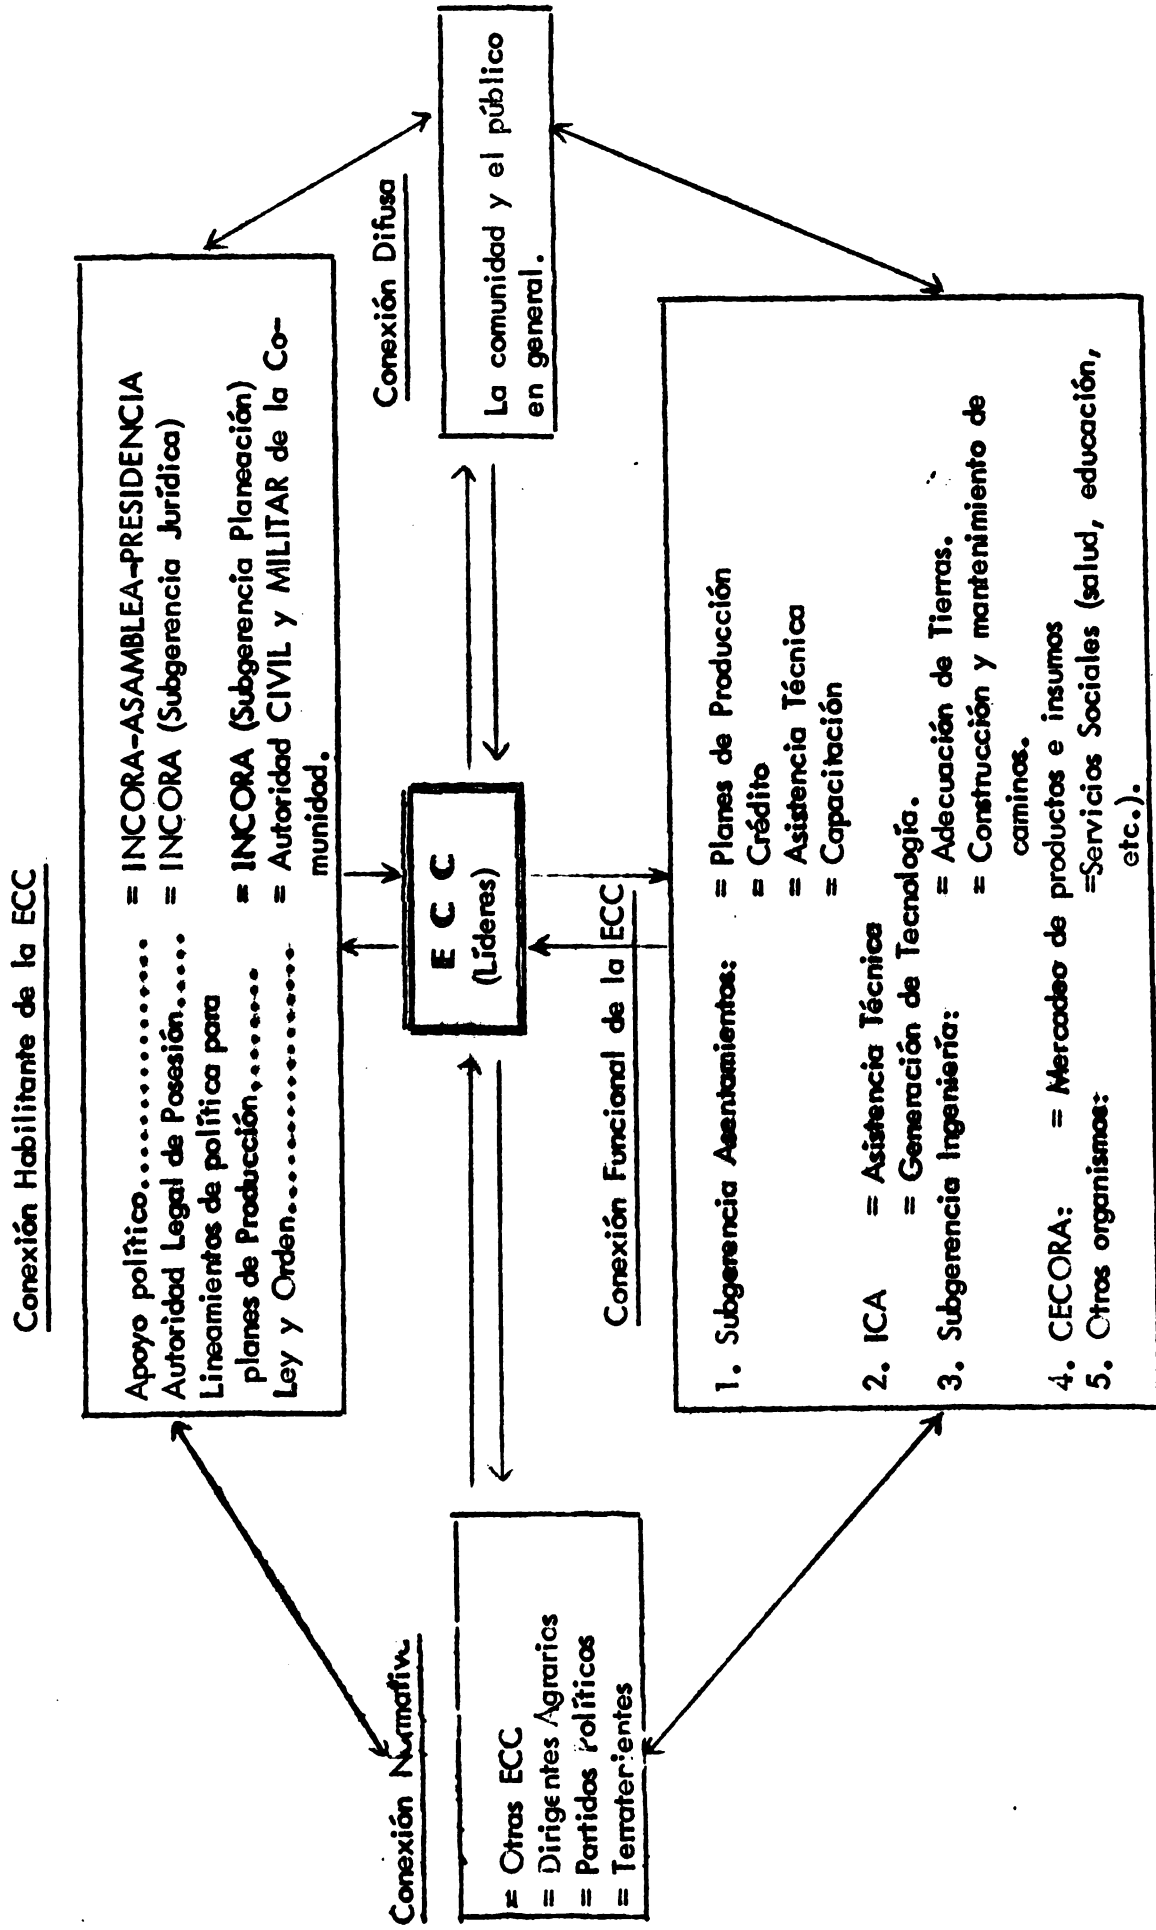 Conexión Habilitante de la ECC
Apoyo político.............. = INCORA-ASAMBLEA-PRESIDENCIA
Autoridad Legal de Posesión..... = INCORA (Subgerencia Jurídica)
Lineamientos de política para
planes de Producción....... = INCORA (Subgerencia Planeación)
Ley y Orden................ = Autoridad CIVIL y MILITAR de la Co-
munidad.
Conexión
= Otras ECC
= Dirigentes Agrarios
= Partidos Políticos
= Terratenientes
E C C
(Líderes)
Conexión Difusa
La comunidad y el público
en general.
Conexión Funcional de la ECC
1. Subgerencia Asentamientos: = Planes de Producción
= Crédito
= Asistencia Técnica
= Capacitación
2. ICA = Asistencia Técnica
= Generación de Tecnología.
3. Subgerencia Ingeniería: = Adecuación de Tierras.
= Construcción y mantenimiento de
caminos.
4. CECORA: = Mercadeo de productos e insumos
5. Otros organismos: =Servicios Sociales (salud, educación,
etc.).